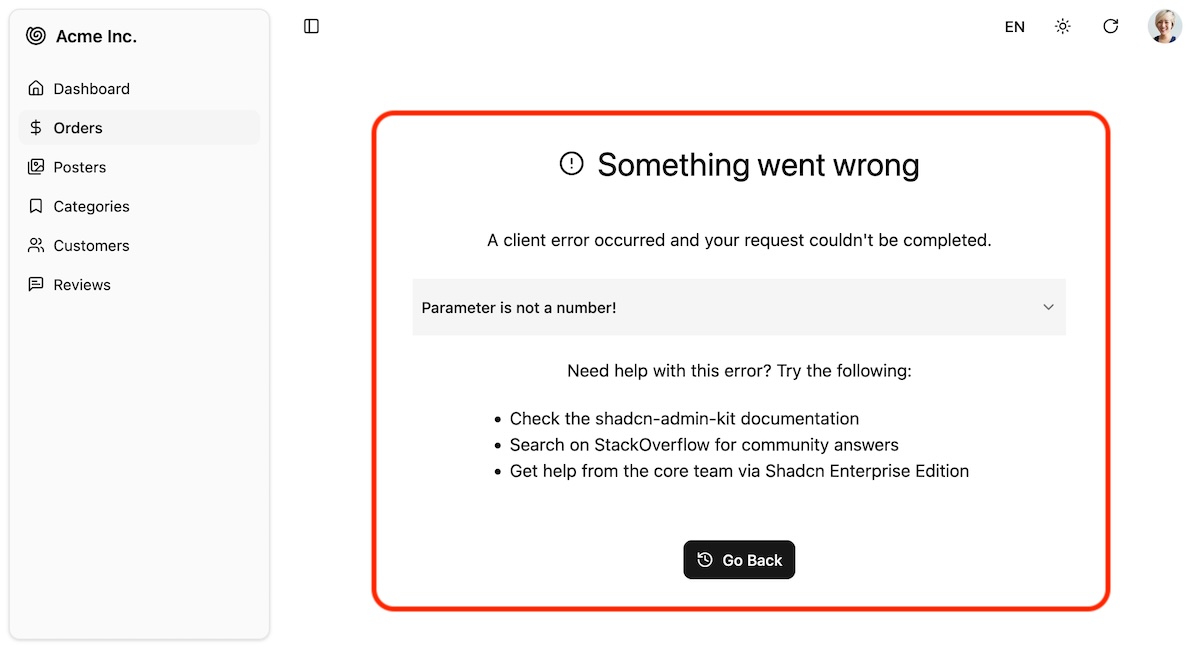 Acme Inc.
Dashboard
Orders
Posters
Categories
Customers
Reviews
EN
Something went wrong
A client error occurred and your request couldn't be completed.
Parameter is not a number!
Need help with this error? Try the following:
• Check the shadcn-admin-kit documentation
• Search on StackOverflow for community answers
• Get help from the core team via Shadcn Enterprise Edition
Go Back